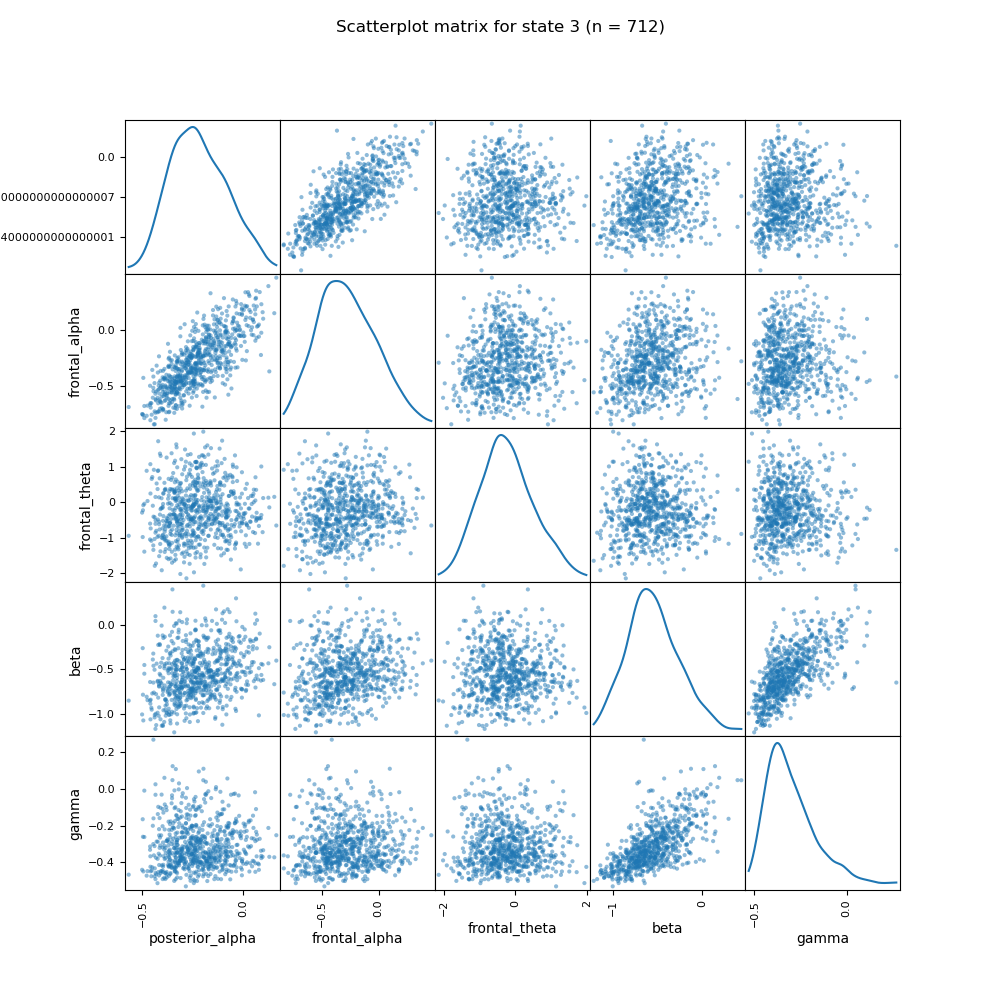 Scatterplot matrix for state 3 (n = 712)
0.0
0000000000000007
4000000000000001
frontal_alpha
0.0
−0.5
frontal_theta
2
1
0
−1
−2
beta
0.0
−0.5
−1.0
gamma
0.2
0.0
−0.2
−0.4
−0.5 0.0 −0.5 0.0 −2 0 2 −1 0 −0.5 0.0
posterior_alpha frontal_alpha frontal_theta beta gamma